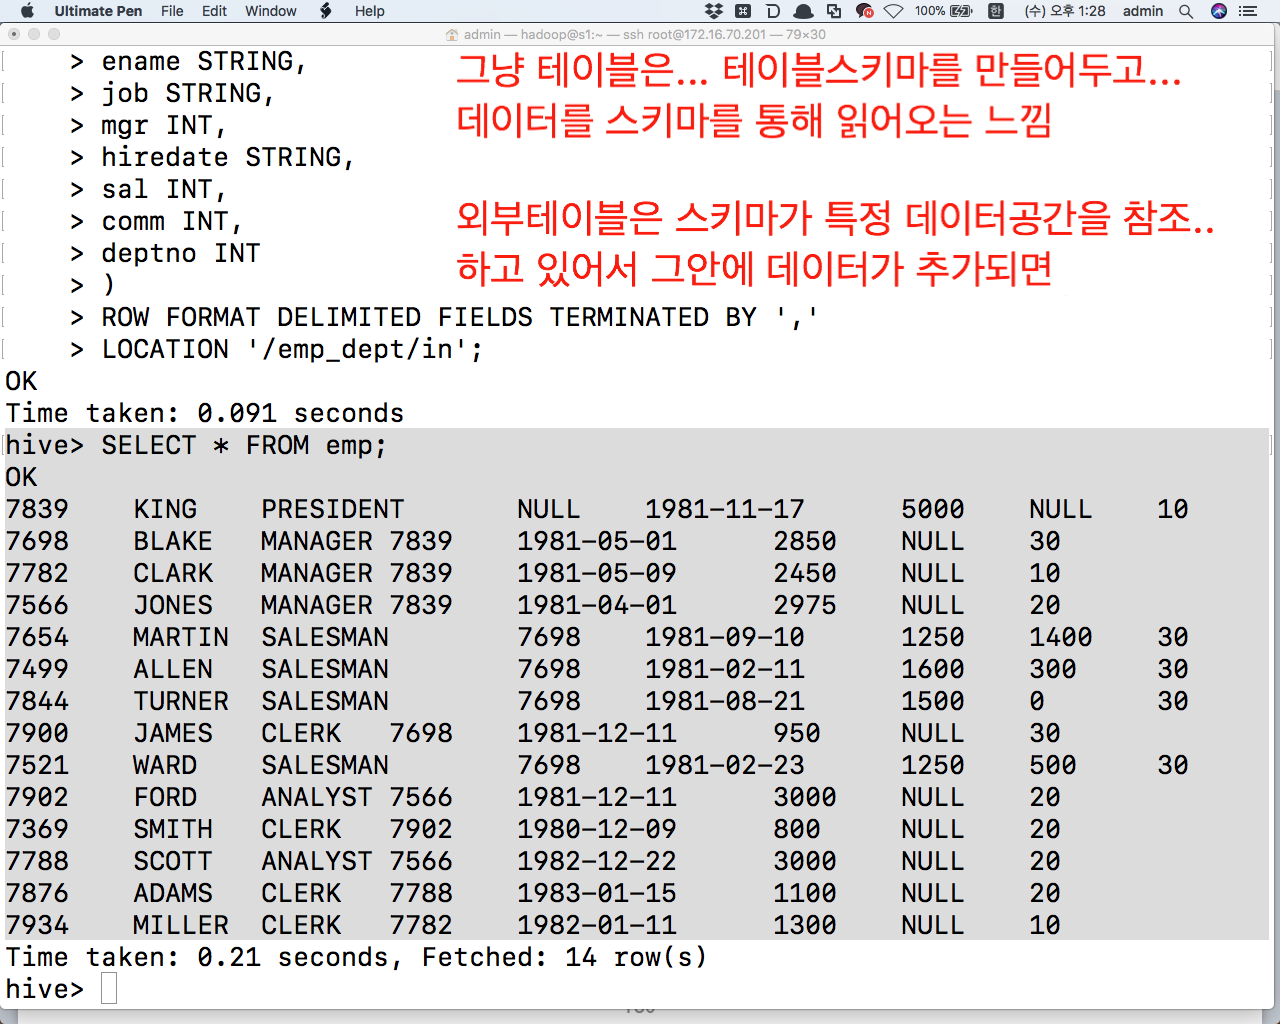 Ultimate Pen File Edit Window Help 100% 한 (수) 오후 1:28 admin
admin — hadoop@s1:~ — ssh root@172.16.70.201 — 79×30
> ename STRING,
> job STRING,
> mgr INT,
> hiredate STRING,
> sal INT,
> comm INT,
> deptno INT
> )
> ROW FORMAT DELIMITED FIELDS TERMINATED BY ','
> LOCATION '/emp_dept/in';
그냥 테이블은... 테이블스키마를 만들어두고...
데이터를 스키마를 통해 읽어오는 느낌
외부테이블은 스키마가 특정 데이터공간을 참조..
하고 있어서 그안에 데이터가 추가되면
OK
Time taken: 0.091 seconds
hive> SELECT * FROM emp;
OK
7839 KING PRESIDENT NULL 1981-11-17 5000 NULL 10
7698 BLAKE MANAGER 7839 1981-05-01 2850 NULL 30
7782 CLARK MANAGER 7839 1981-05-09 2450 NULL 10
7566 JONES MANAGER 7839 1981-04-01 2975 NULL 20
7654 MARTIN SALESMAN 7698 1981-09-10 1250 1400 30
7499 ALLEN SALESMAN 7698 1981-02-11 1600 300 30
7844 TURNER SALESMAN 7698 1981-08-21 1500 0 30
7900 JAMES CLERK 7698 1981-12-11 950 NULL 30
7521 WARD SALESMAN 7698 1981-02-23 1250 500 30
7902 FORD ANALYST 7566 1981-12-11 3000 NULL 20
7369 SMITH CLERK 7902 1980-12-09 800 NULL 20
7788 SCOTT ANALYST 7566 1982-12-22 3000 NULL 20
7876 ADAMS CLERK 7788 1983-01-15 1100 NULL 20
7934 MILLER CLERK 7782 1982-01-11 1300 NULL 10
Time taken: 0.21 seconds, Fetched: 14 row(s)
hive>